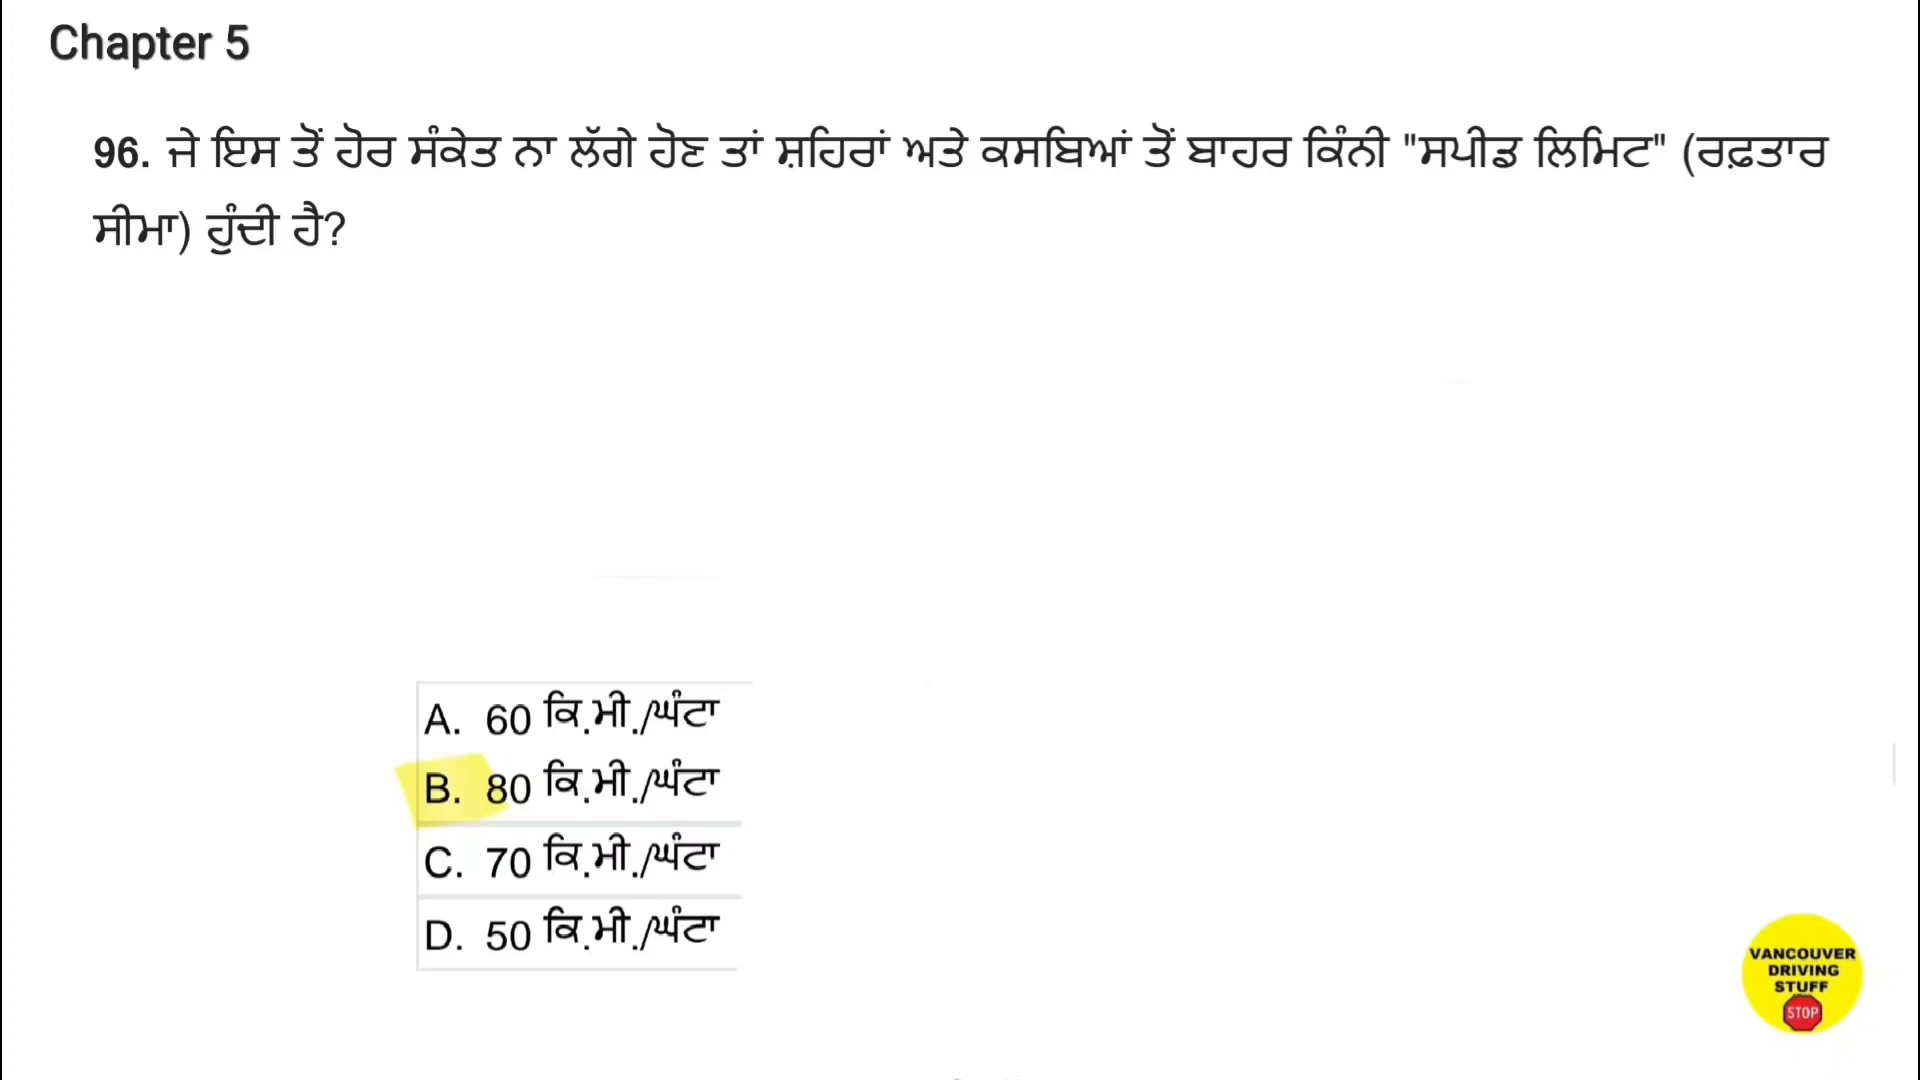 Chapter 5
96. ਜੇ ਇਸ ਤੋਂ ਹੋਰ ਸੰਕੇਤ ਨਾ ਲੱਗੇ ਹੋਣ ਤਾਂ ਸ਼ਹਿਰਾਂ ਅਤੇ ਕਸਬਿਆਂ ਤੋਂ ਬਾਹਰ ਕਿੰਨੀ "ਸਪੀਡ ਲਿਮਿਟ" (ਰਫ਼ਤਾਰ
ਸੀਮਾ) ਹੁੰਦੀ ਹੈ?
A. 60 ਕਿ.ਮੀ./ਘੰਟਾ
B. 80 ਕਿ.ਮੀ./ਘੰਟਾ
C. 70 ਕਿ.ਮੀ./ਘੰਟਾ
D. 50 ਕਿ.ਮੀ./ਘੰਟਾ
VANCOUVER
DRIVING
STUFF
STOP